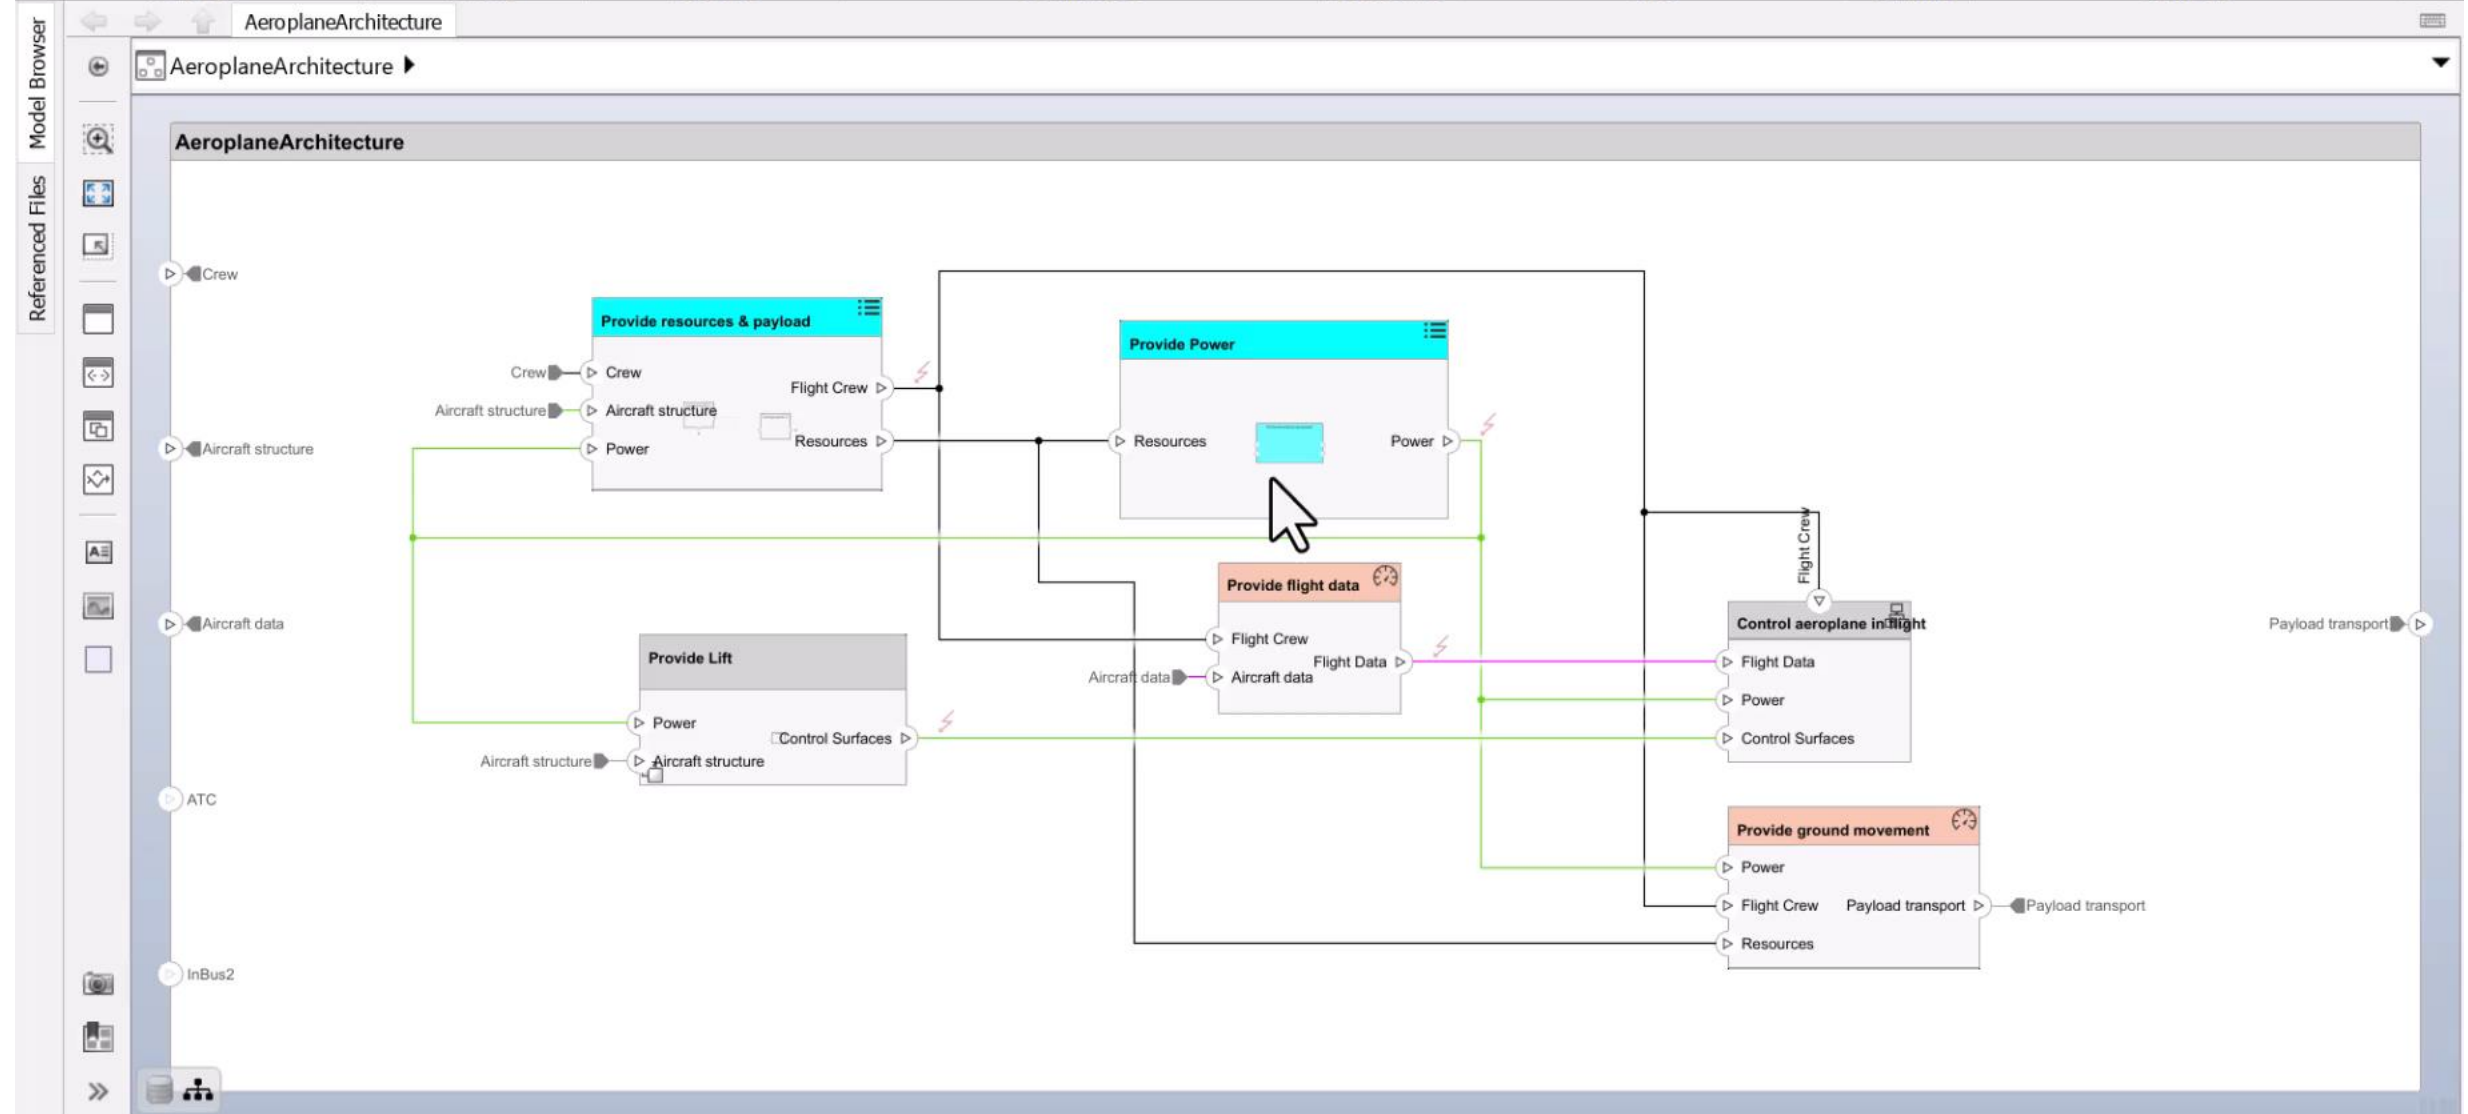 AeroplaneArchitecture
Model Browser
Referenced Files
AeroplaneArchitecture
AeroplaneArchitecture
Crew
Aircraft structure
Aircraft data
ATC
InBus2
Provide resources & payload
Crew
Crew
Aircraft structure
Aircraft structure
Power
Flight Crew
Resources
Provide Power
Resources
Power
Provide flight data
Flight Crew
Aircraft data
Aircraft data
Flight Data
Provide Lift
Power
Aircraft structure
Aircraft structure
Control Surfaces
Flight Crew
Control aeroplane in flight
Flight Data
Power
Control Surfaces
Provide ground movement
Power
Flight Crew
Resources
Payload transport
Payload transport
Payload transport